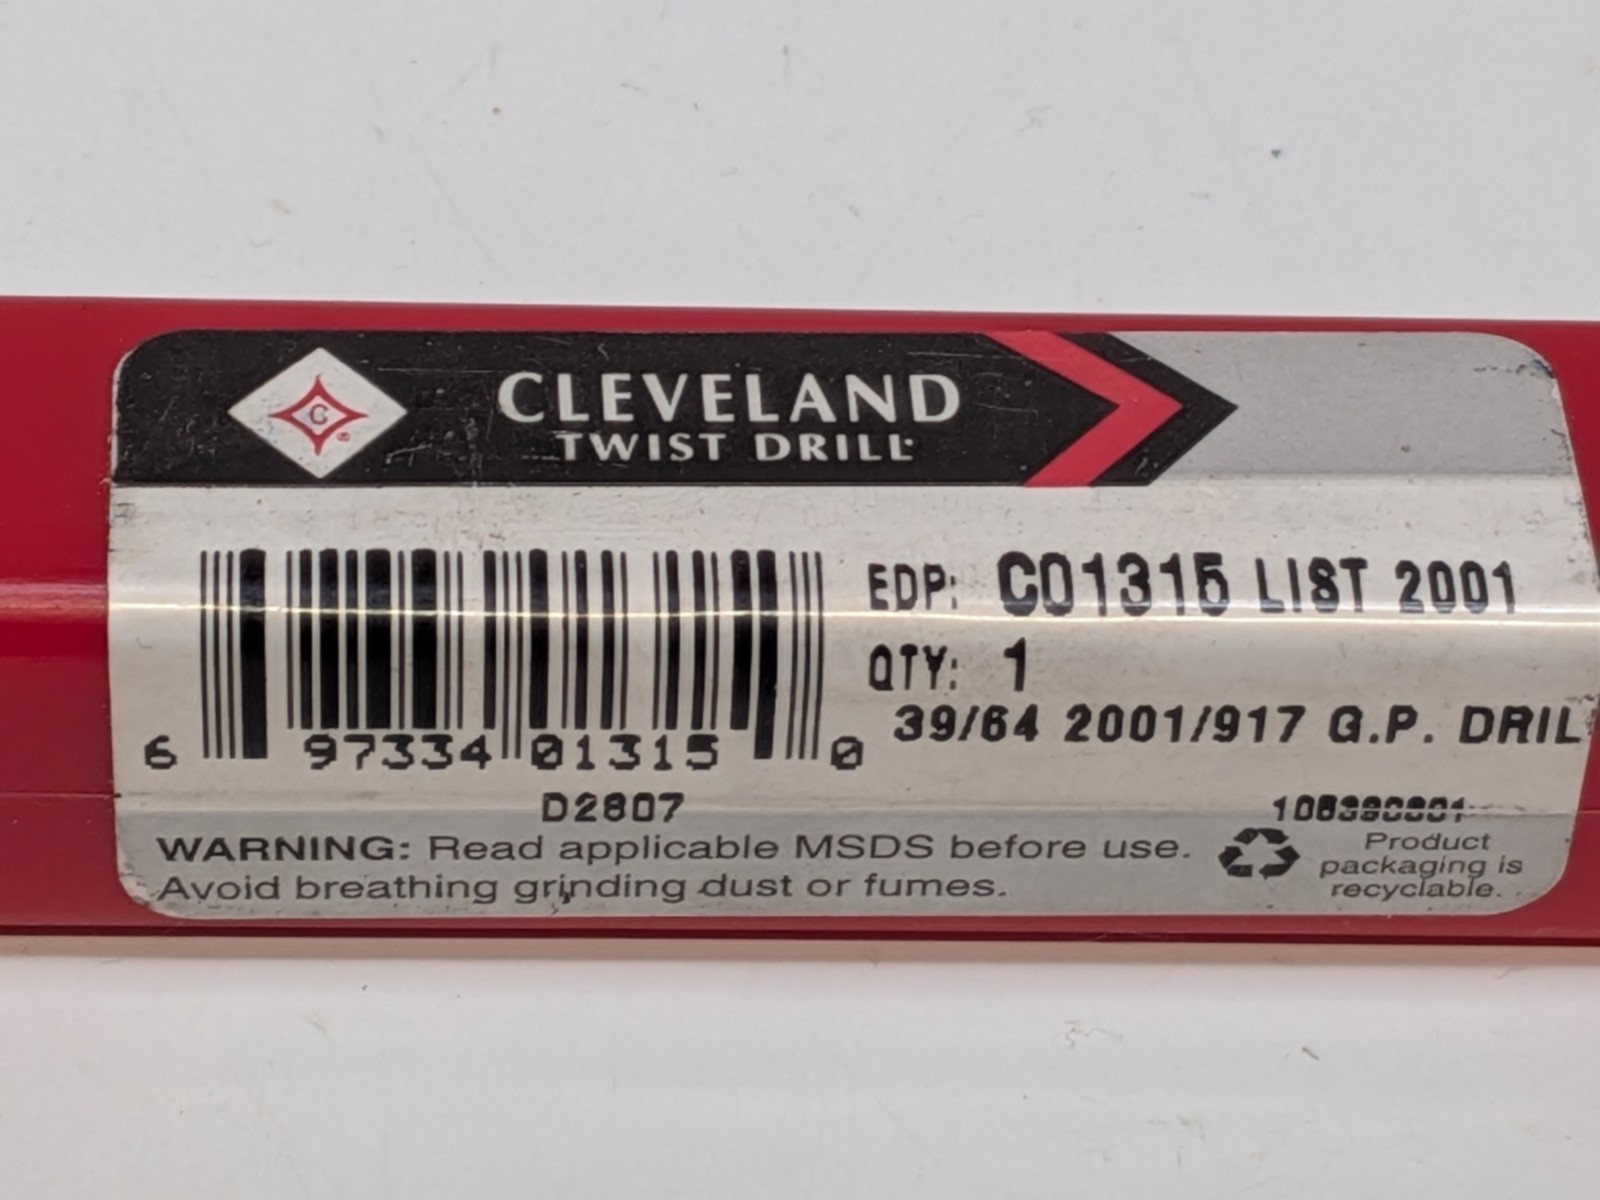 C
CLEVELAND
TWIST DRILL
EDP: C01315 LIST 2001
QTY: 1
39/64 2001/917 G.P. DRIL
6 97334 01315 0
D2807
WARNING: Read applicable MSDS before use.
Avoid breathing grinding dust or fumes.
Product
packaging is
recyclable.